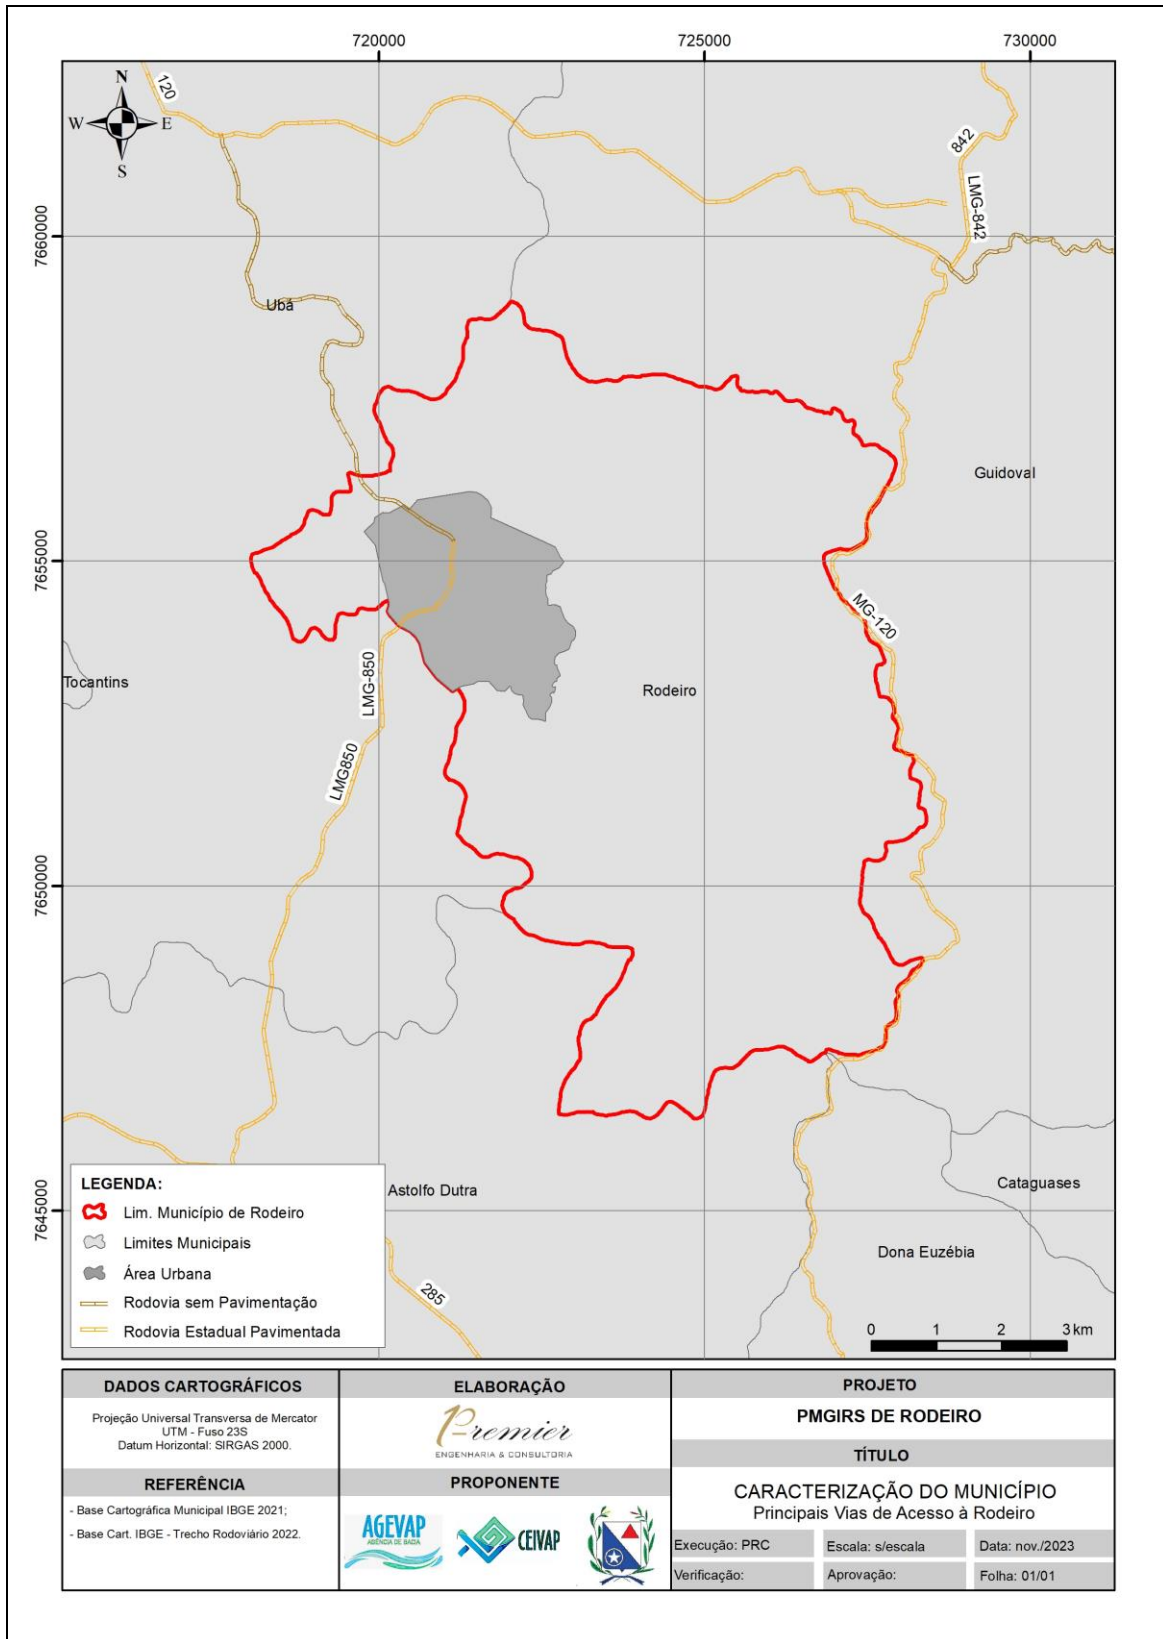 720000
725000
730000
7660000
7655000
7650000
7645000
N
W
E
S
120
842
LMG-842
Ubá
Guidoval
MG-120
Tocantins
Rodeiro
LMG-850
LMG850
Astolfo Dutra
Cataguases
Dona Euzébia
285
LEGENDA:
Lim. Município de Rodeiro
Limites Municipais
Área Urbana
Rodovia sem Pavimentação
Rodovia Estadual Pavimentada
0 1 2 3 km
DADOS CARTOGRÁFICOS
Projeção Universal Transversa de Mercator
UTM - Fuso 23S
Datum Horizontal: SIRGAS 2000.
REFERÊNCIA
- Base Cartográfica Municipal IBGE 2021;
- Base Cart. IBGE - Trecho Rodoviário 2022.
ELABORAÇÃO
Premier
ENGENHARIA & CONSULTORIA
PROPONENTE
AGEVAP
AGÊNCIA DE BACIA
CEIVAP
PROJETO
PMGIRS DE RODEIRO
TÍTULO
CARACTERIZAÇÃO DO MUNICÍPIO
Principais Vias de Acesso à Rodeiro
Execução: PRC
Escala: s/escala
Data: nov./2023
Verificação:
Aprovação:
Folha: 01/01